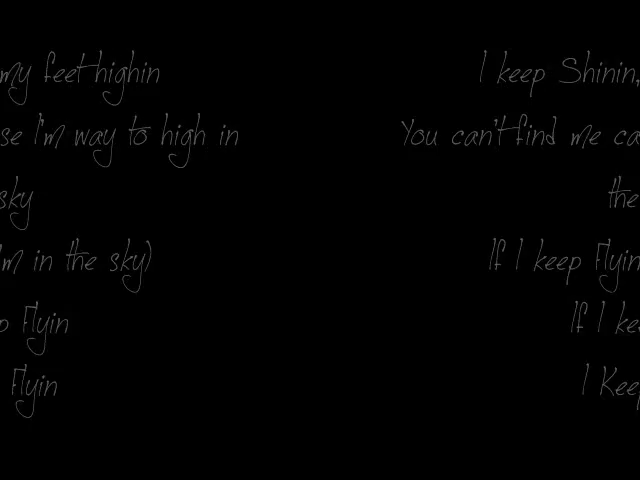 my feet highin I keep Shinin,
se I'm way to high in You can't find me ca
sky the
I'm in the sky) If I keep Flyin
p Flyin If I kee
Flyin I Keep